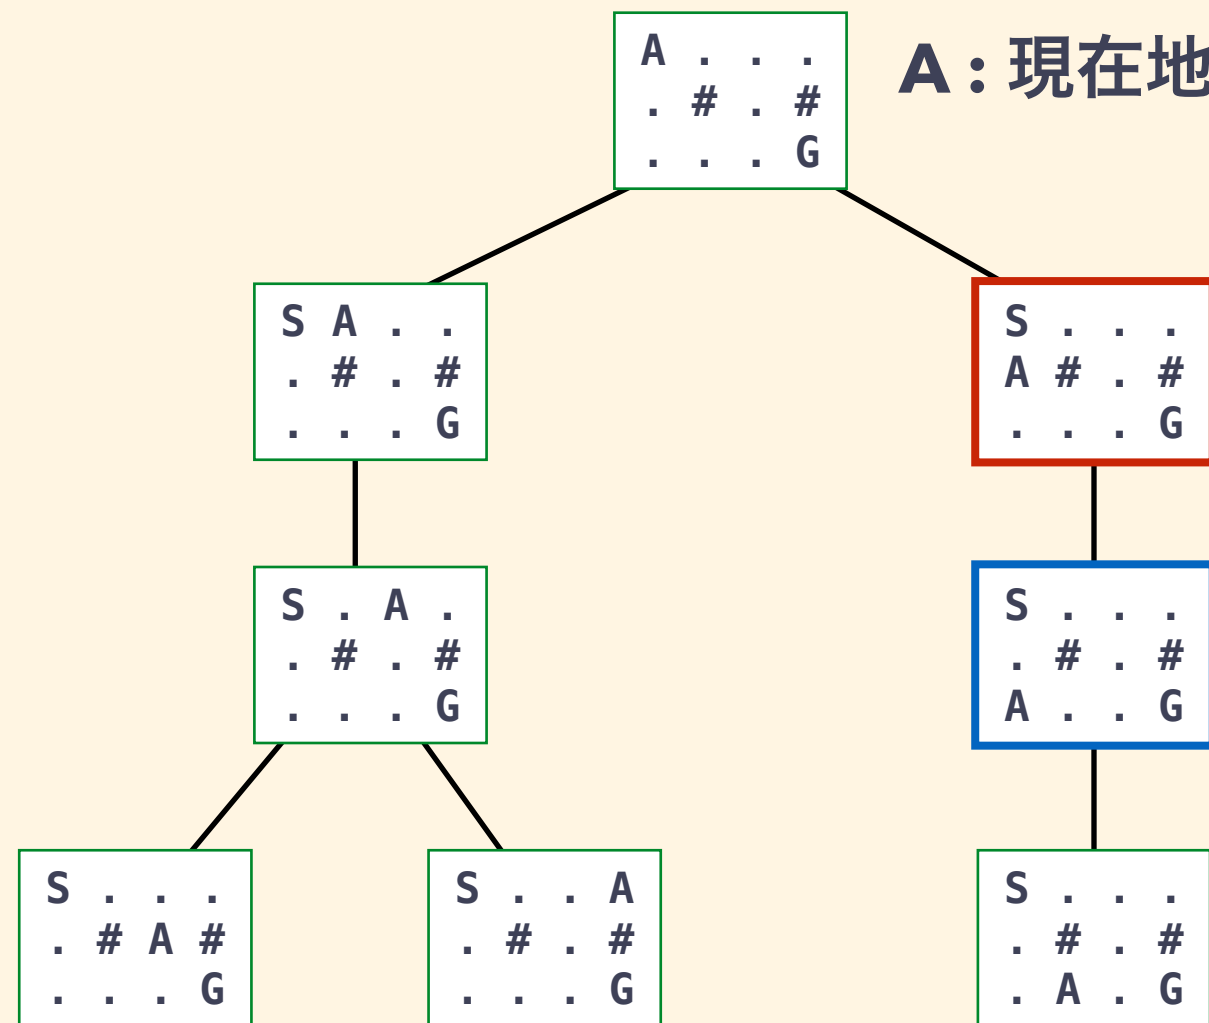 A . . .
. # . #
. . . G
A : 現在地
S A . .
. # . #
. . . G
S . . .
A # . #
. . . G
S . A .
. # . #
. . . G
S . . .
. # . #
A . . G
S . . .
. # A #
. . . G
S . . A
. # . #
. . . G
S . . .
. # . #
. A . G